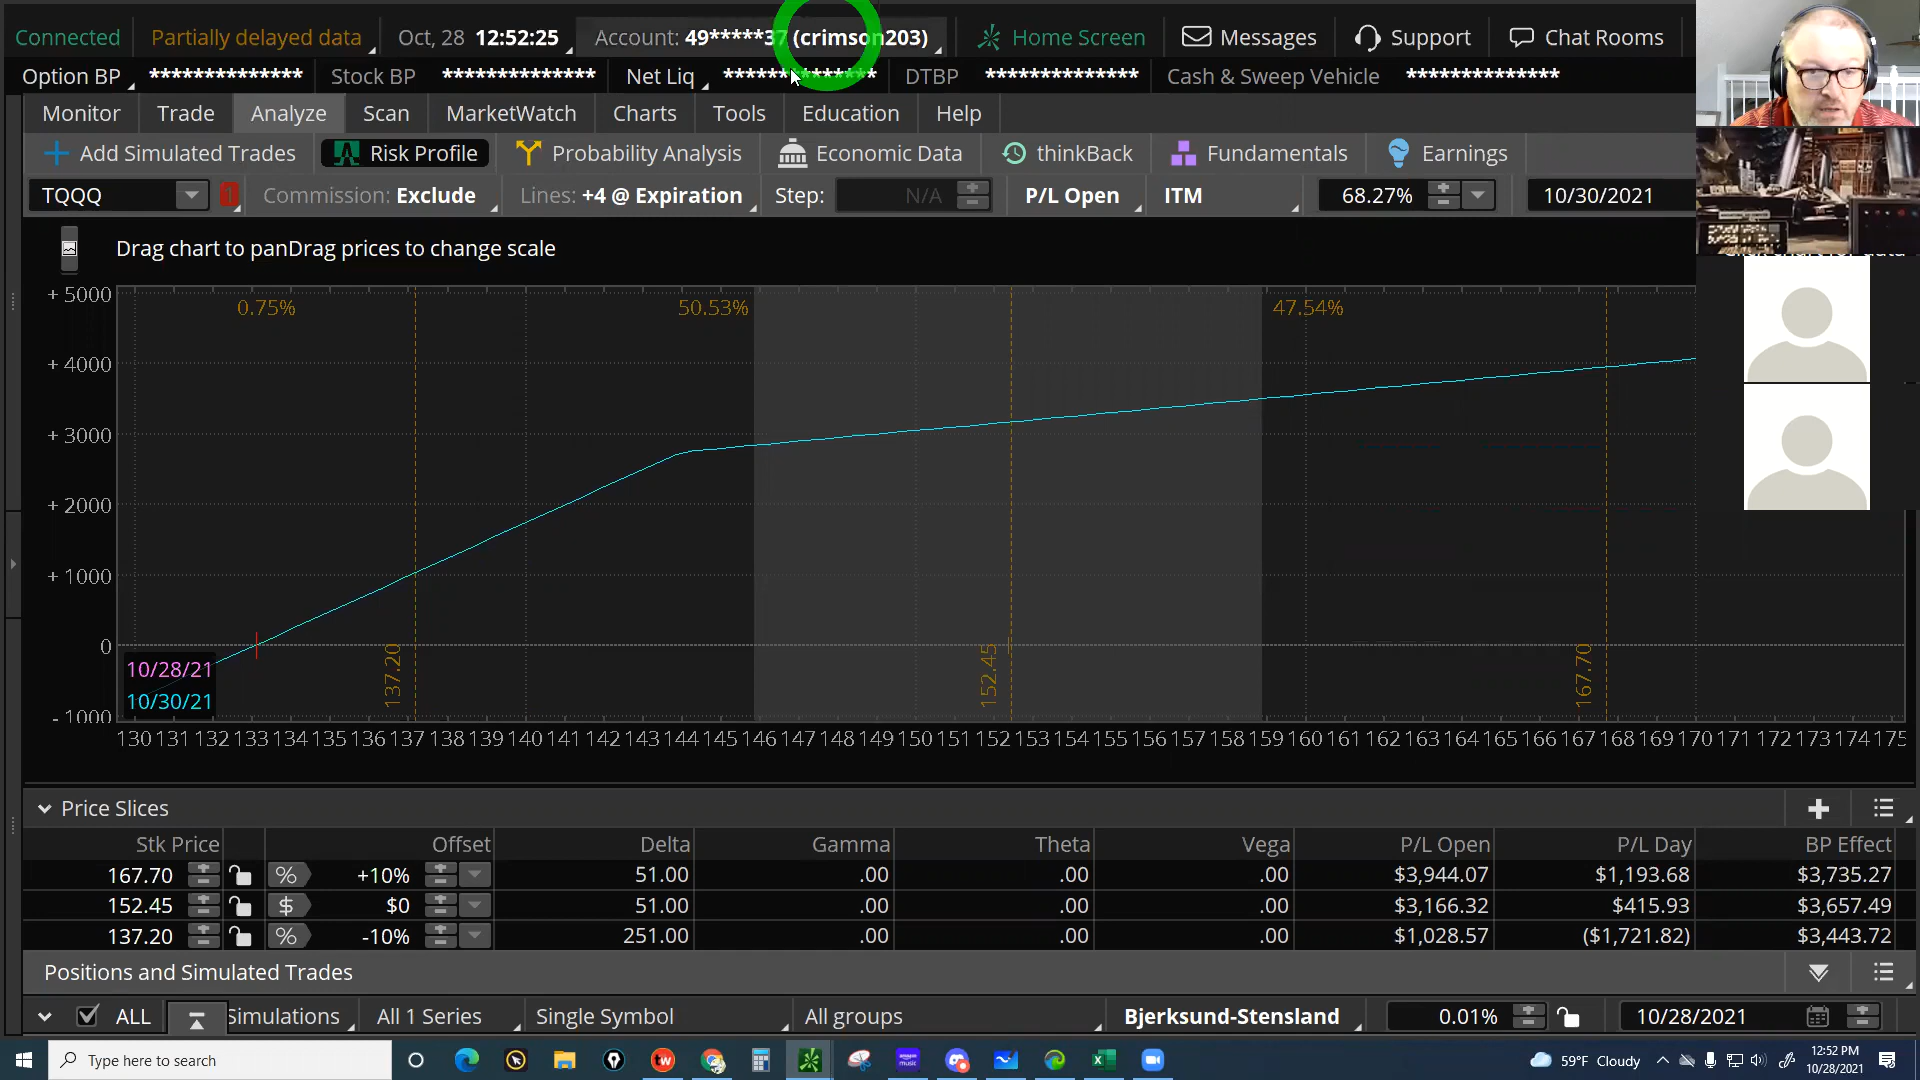 Connected Partially delayed data Oct, 28 12:52:25 Account: 49*****37 (crimson203) Home Screen Messages Support Chat Rooms
Option BP ************** Stock BP ************** Net Liq ************** DTBP ************** Cash & Sweep Vehicle **************
Monitor Trade Analyze Scan MarketWatch Charts Tools Education Help
Add Simulated Trades Risk Profile Probability Analysis Economic Data thinkBack Fundamentals Earnings
TQQQ 1 Commission: Exclude Lines: +4 @ Expiration Step: N/A P/L Open ITM 68.27% 10/30/2021
Drag chart to panDrag prices to change scale
+ 5000 0.75% 50.53% 47.54%
+ 4000
+ 3000
+ 2000
+ 1000
0
137.20 152.45 167.70
10/28/21
10/30/21
- 1000
130 131 132 133 134 135 136 137 138 139 140 141 142 143 144 145 146 147 148 149 150 151 152 153 154 155 156 157 158 159 160 161 162 163 164 165 166 167 168 169 170 171 172 173 174 175
Price Slices
Stk Price Offset Delta Gamma Theta Vega P/L Open P/L Day BP Effect
167.70 % +10% 51.00 .00 .00 .00 $3,944.07 $1,193.68 $3,735.27
152.45 $ $0 51.00 .00 .00 .00 $3,166.32 $415.93 $3,657.49
137.20 % -10% 251.00 .00 .00 .00 $1,028.57 ($1,721.82) $3,443.72
Positions and Simulated Trades
ALL Simulations All 1 Series Single Symbol All groups Bjerksund-Stensland 0.01% 10/28/2021
Type here to search 59°F Cloudy 12:52 PM
10/28/2021